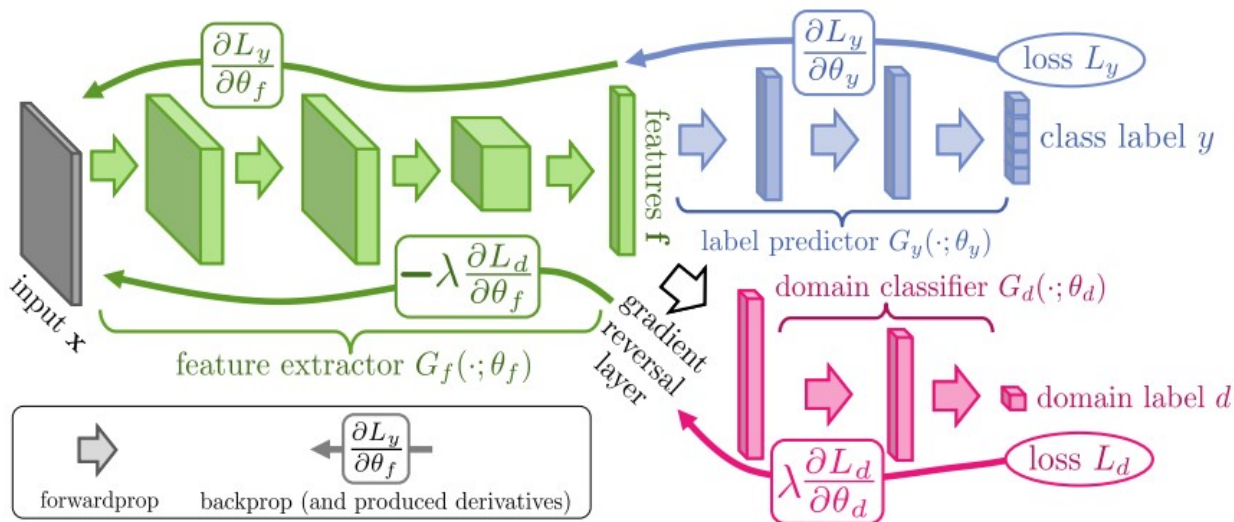 ∂L_y/∂θ_f
∂L_y/∂θ_y
loss L_y
features f
class label y
label predictor G_y(·; θ_y)
input x
−λ ∂L_d/∂θ_f
feature extractor G_f(·; θ_f)
gradient
reversal
layer
domain classifier G_d(·; θ_d)
domain label d
λ ∂L_d/∂θ_d
loss L_d
forwardprop
∂L_y/∂θ_f
backprop (and produced derivatives)